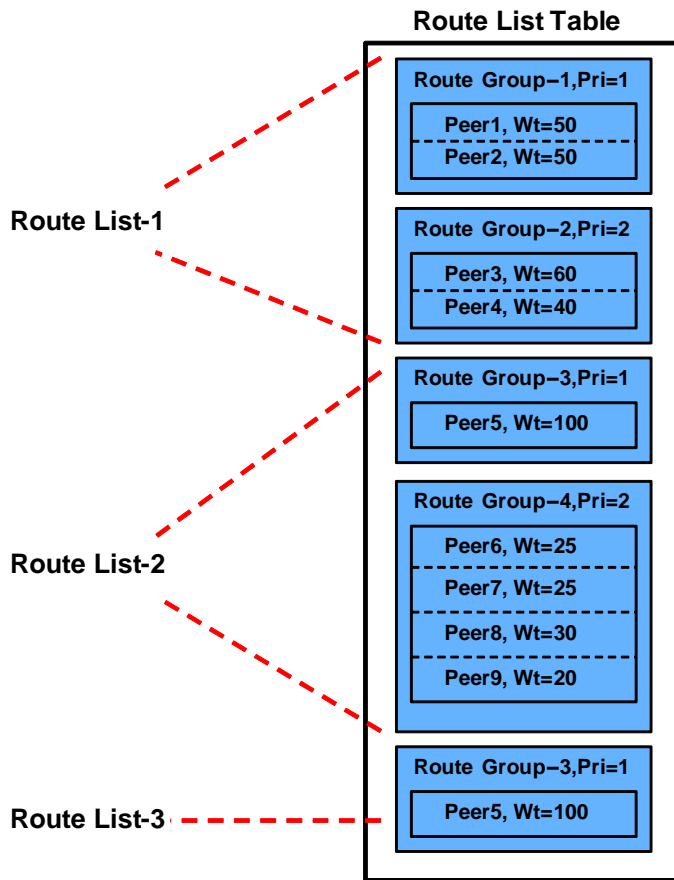 Route List Table
Route Group–1,Pri=1
Peer1, Wt=50
Peer2, Wt=50
Route List-1
Route Group–2,Pri=2
Peer3, Wt=60
Peer4, Wt=40
Route Group–3,Pri=1
Peer5, Wt=100
Route Group–4,Pri=2
Peer6, Wt=25
Route List-2
Peer7, Wt=25
Peer8, Wt=30
Peer9, Wt=20
Route Group–3,Pri=1
Peer5, Wt=100
Route List-3